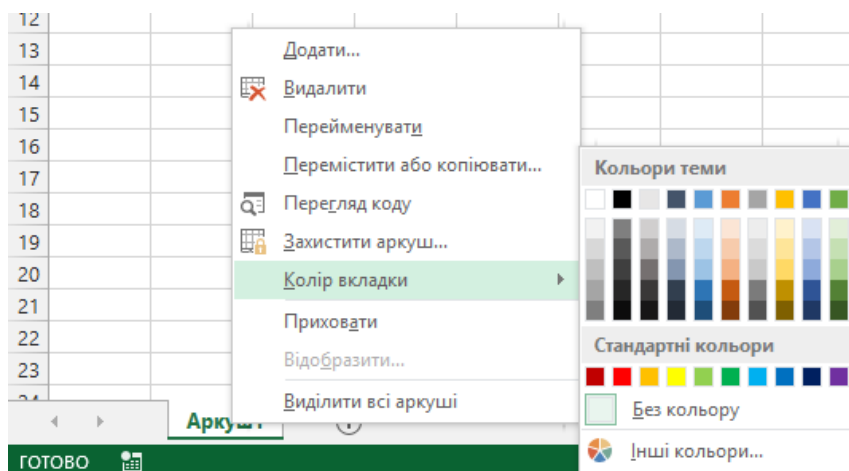 12
13
14
15
16
17
18
19
20
21
22
23
Додати...
Видалити
Перейменувати
Перемістити або копіювати...
Перегляд коду
Захистити аркуш...
Колір вкладки
Приховати
Відобразити...
Виділити всі аркуші
Кольори теми
Стандартні кольори
Без кольору
Інші кольори...
ГОТОВО